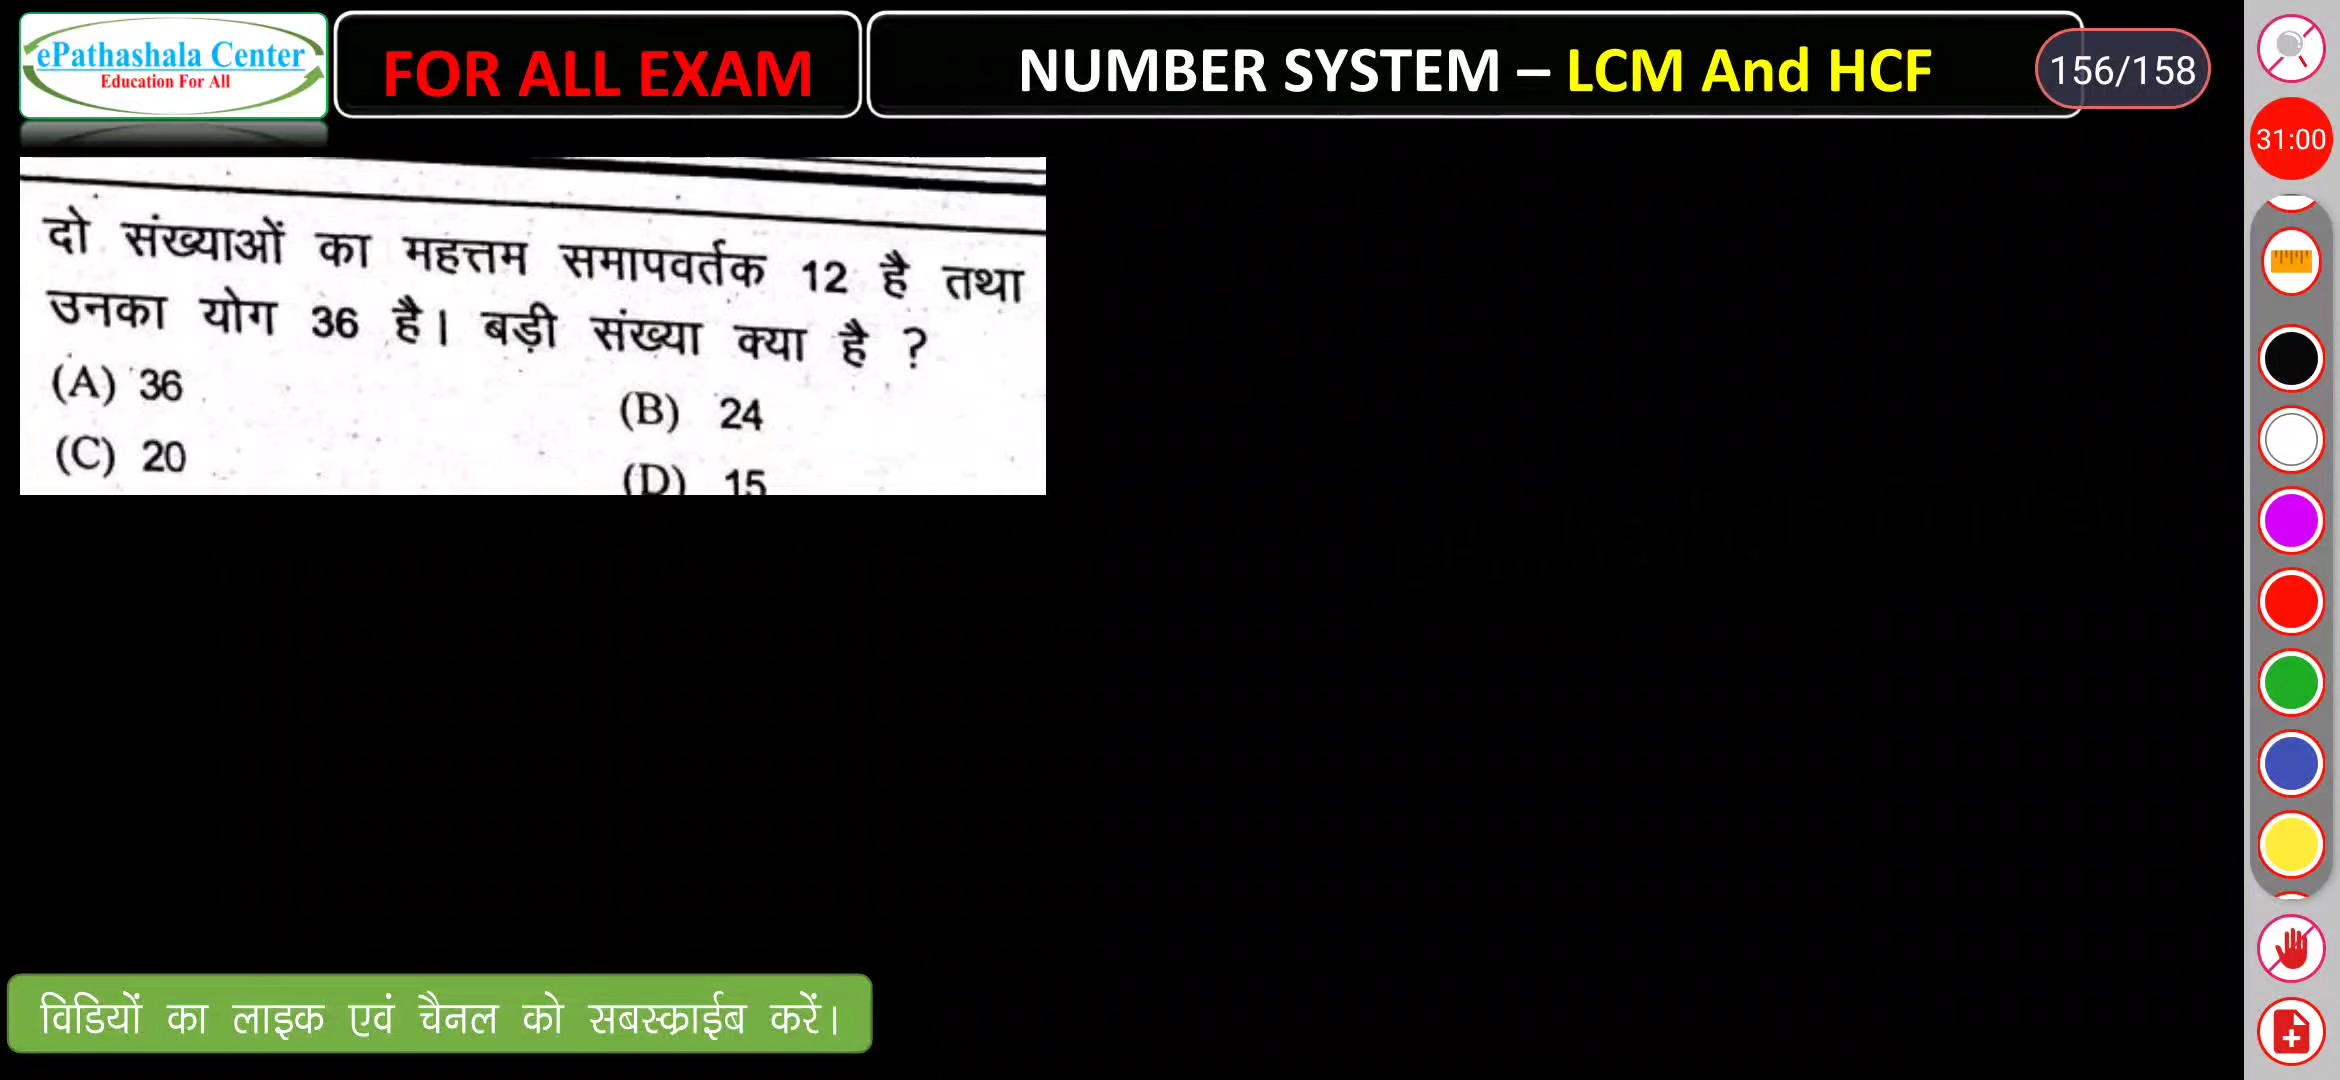 ePathashala Center
Education For All
FOR ALL EXAM
NUMBER SYSTEM – LCM And HCF
156/158
31:00
दो संख्याओं का महत्तम समापवर्तक 12 है तथा
उनका योग 36 है। बड़ी संख्या क्या है ?
(A) 36
(B) 24
(C) 20
(D) 15
विडियों का लाइक एवं चैनल को सबस्क्राईब करें।